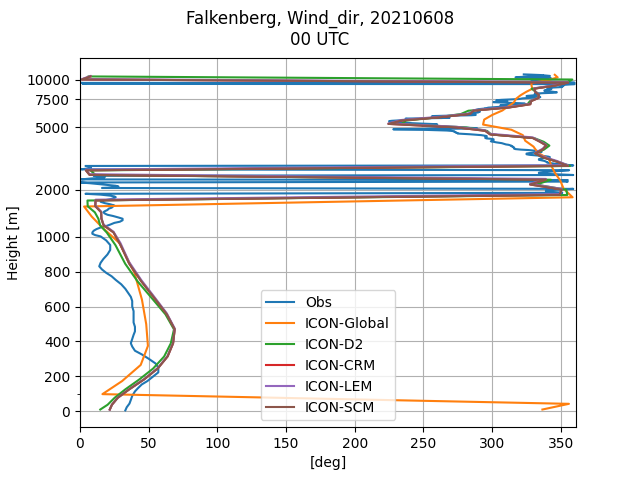 Falkenberg, Wind_dir, 20210608
00 UTC
Height [m]
10000
7500
5000
2000
1000
800
600
400
200
0
Obs
ICON-Global
ICON-D2
ICON-CRM
ICON-LEM
ICON-SCM
0 50 100 150 200 250 300 350
[deg]